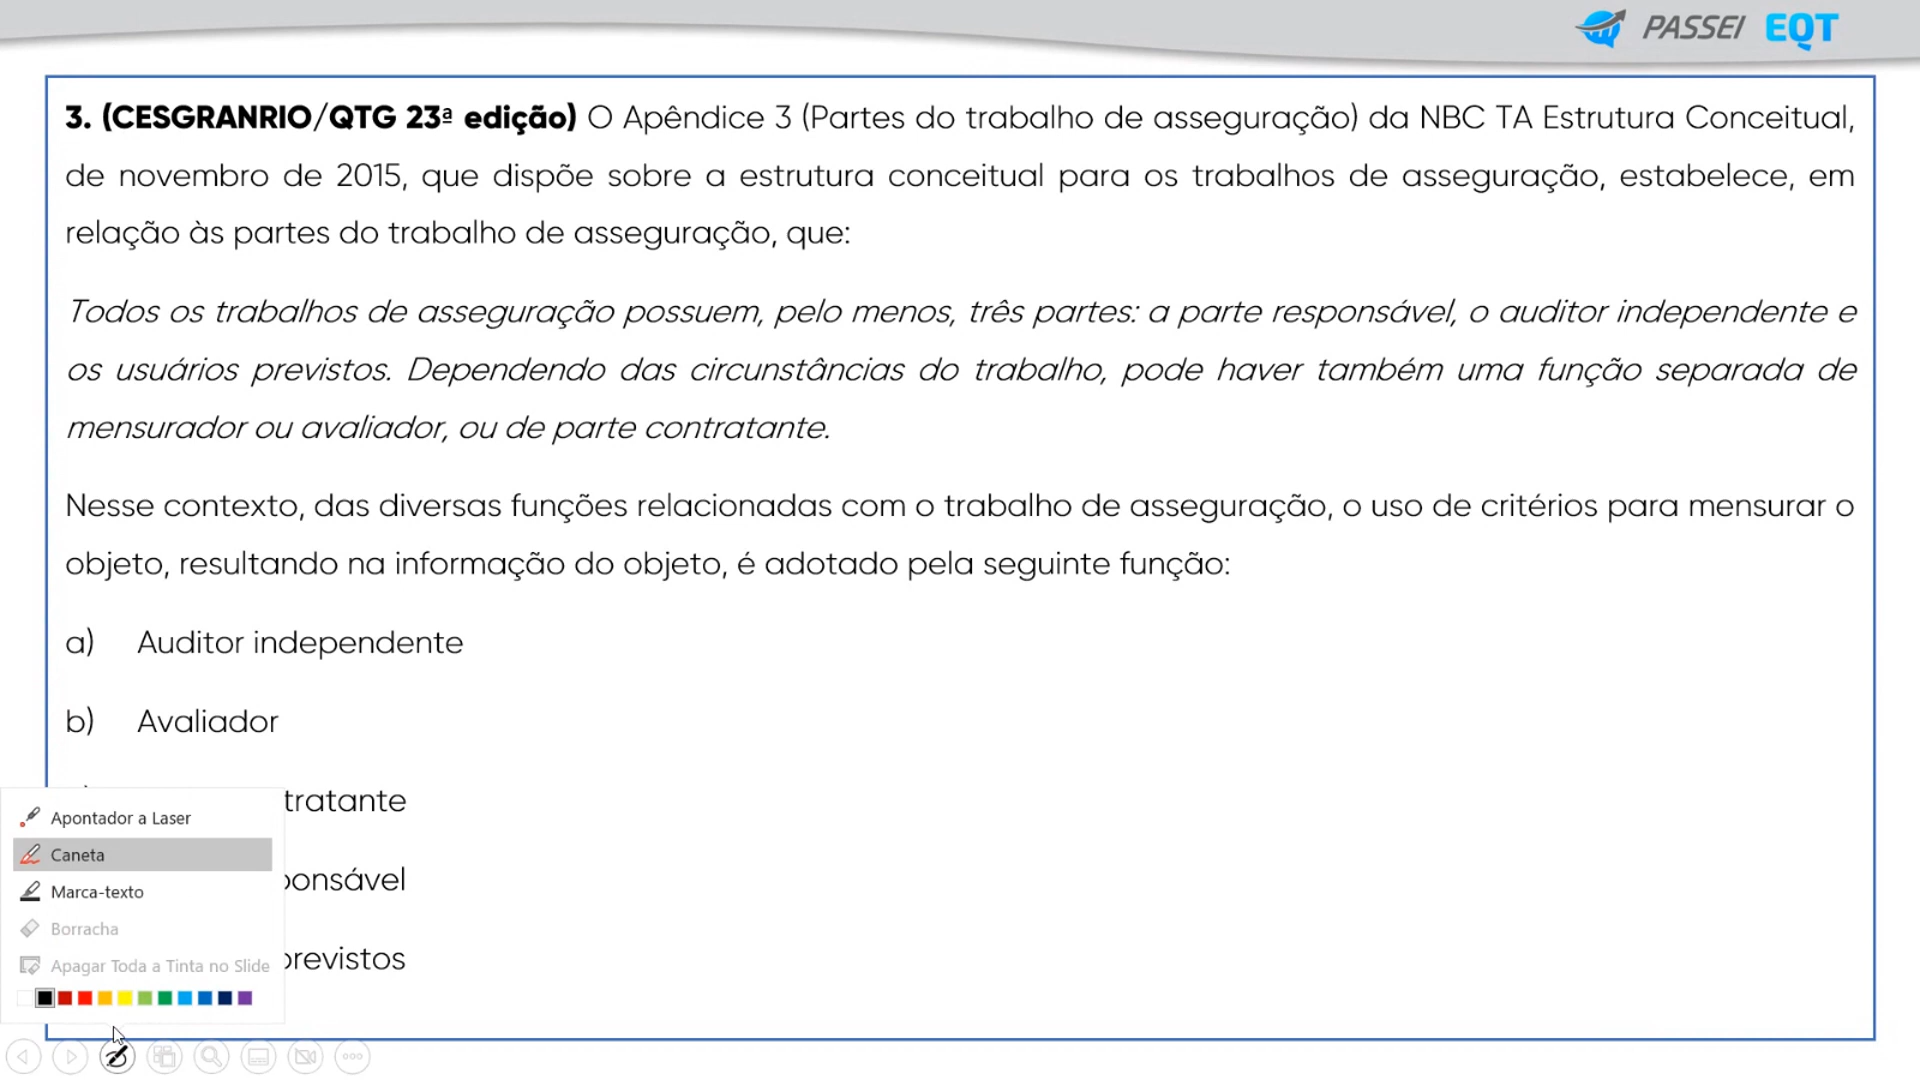 PASSEI EQT
3. (CESGRANRIO/QTG 23ª edição) O Apêndice 3 (Partes do trabalho de asseguração) da NBC TA Estrutura Conceitual,
de novembro de 2015, que dispõe sobre a estrutura conceitual para os trabalhos de asseguração, estabelece, em
relação às partes do trabalho de asseguração, que:
Todos os trabalhos de asseguração possuem, pelo menos, três partes: a parte responsável, o auditor independente e
os usuários previstos. Dependendo das circunstâncias do trabalho, pode haver também uma função separada de
mensurador ou avaliador, ou de parte contratante.
Nesse contexto, das diversas funções relacionadas com o trabalho de asseguração, o uso de critérios para mensurar o
objeto, resultando na informação do objeto, é adotado pela seguinte função:
a) Auditor independente
b) Avaliador
tratante
onsável
revistos
Apontador a Laser
Caneta
Marca-texto
Borracha
Apagar Toda a Tinta no Slide